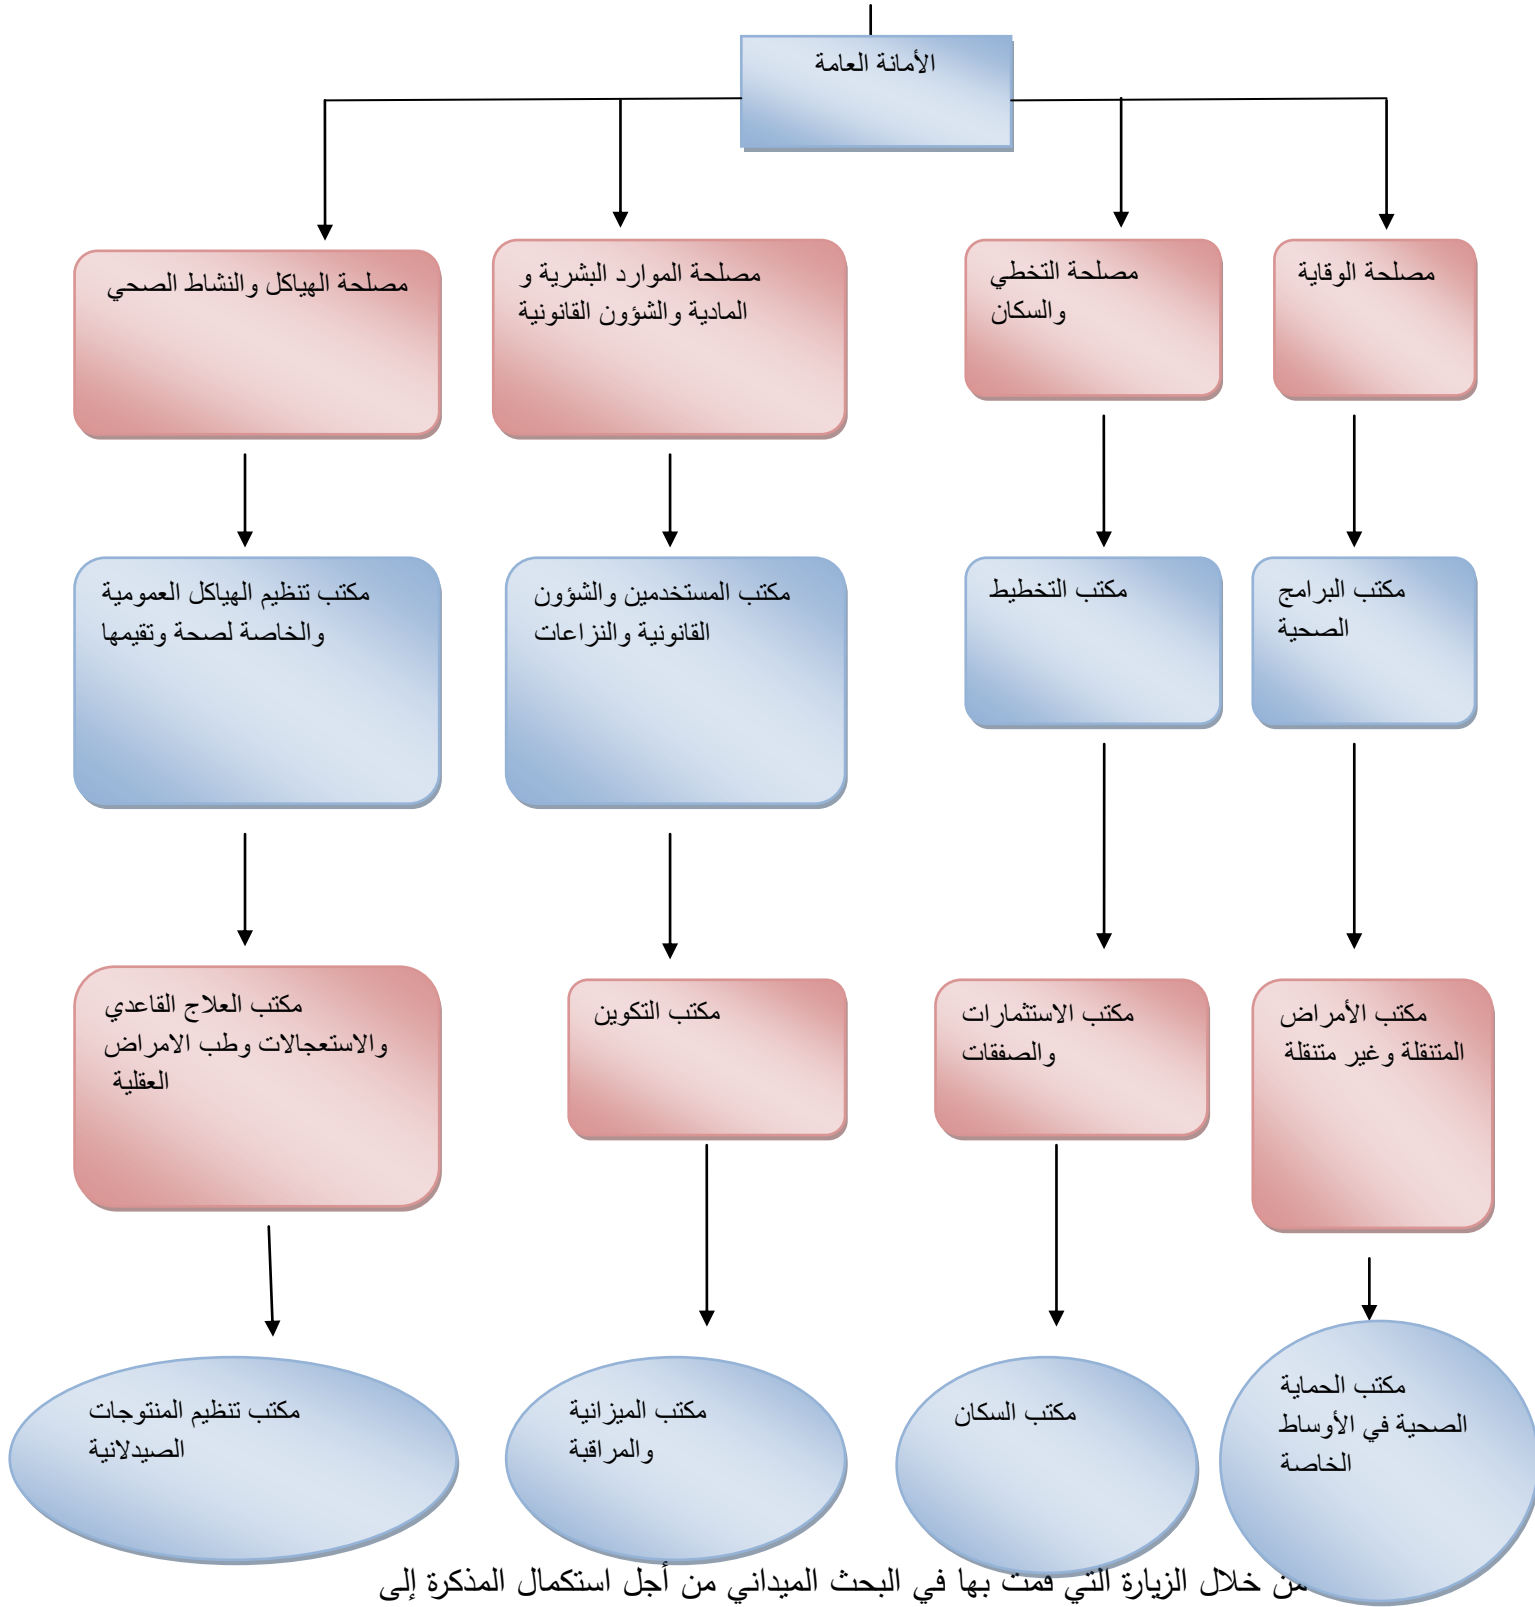 الأمانة العامة
مصلحة الوقاية
مصلحة التخطي
والسكان
مصلحة الموارد البشرية و
المادية والشؤون القانونية
مصلحة الهياكل والنشاط الصحي
مكتب البرامج
الصحية
مكتب التخطيط
مكتب المستخدمين والشؤون
القانونية والنزاعات
مكتب تنظيم الهياكل العمومية
والخاصة لصحة وتقيمها
مكتب الأمراض
المتنقلة وغير متنقلة
مكتب الاستثمارات
والصفقات
مكتب التكوين
مكتب العلاج القاعدي
والاستعجالات وطب الامراض
العقلية
مكتب الحماية
الصحية في الأوساط
الخاصة
مكتب السكان
مكتب الميزانية
والمراقبة
مكتب تنظيم المنتوجات
الصيدلانية
من خلال الزيارة التي قمت بها في البحث الميداني من أجل استكمال المذكرة إلى